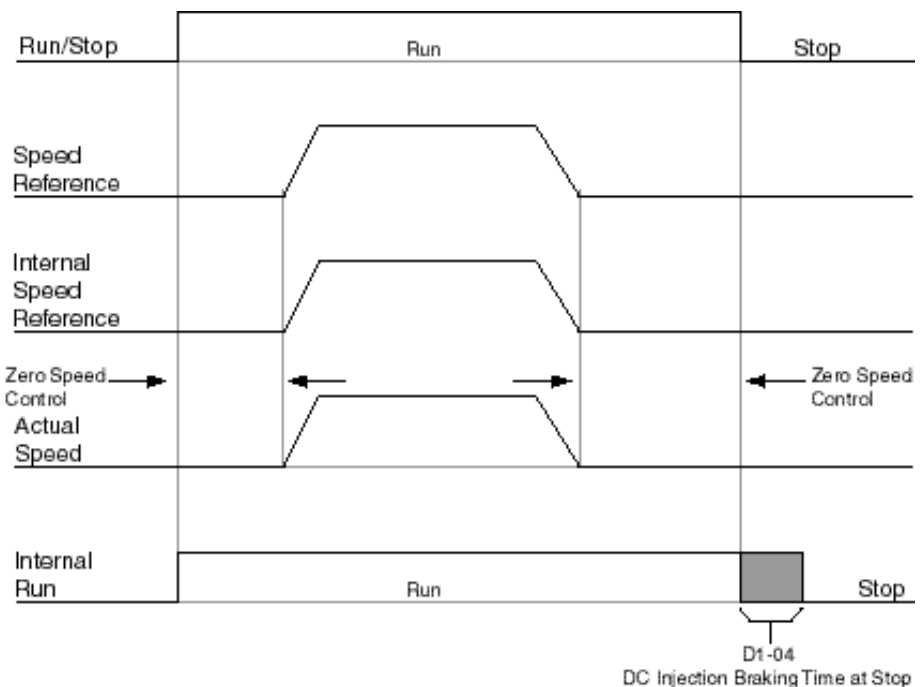 Run/Stop
Run
Stop
Speed
Reference
Internal
Speed
Reference
Zero Speed
Control
Zero Speed
Control
Actual
Speed
Internal
Run
Run
Stop
D1-04
DC Injection Braking Time at Stop